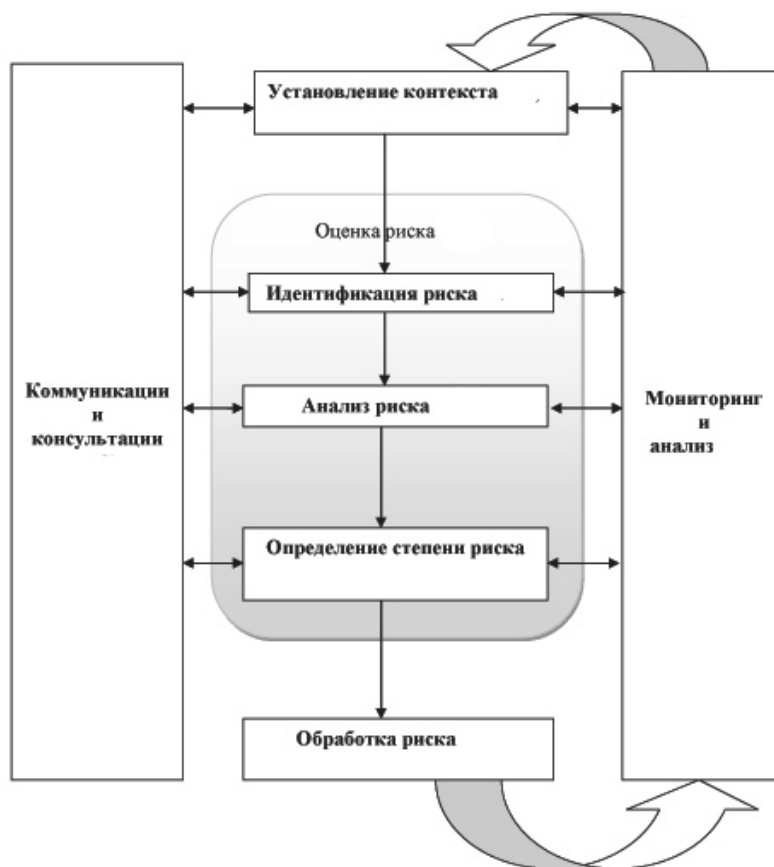 Установление контекста
Оценка риска
Идентификация риска
Коммуникации
и
консультации
Анализ риска
Мониторинг
и
анализ
Определение степени риска
Обработка риска